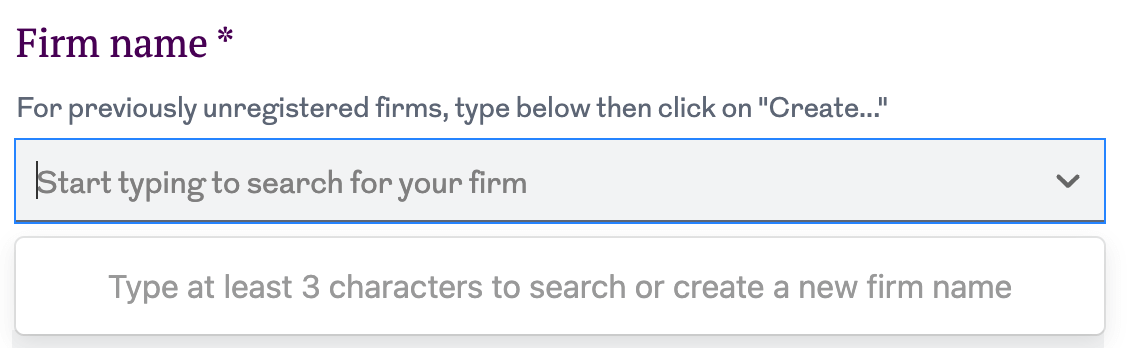 Firm name *
For previously unregistered firms, type below then click on "Create..."
Start typing to search for your firm
Type at least 3 characters to search or create a new firm name